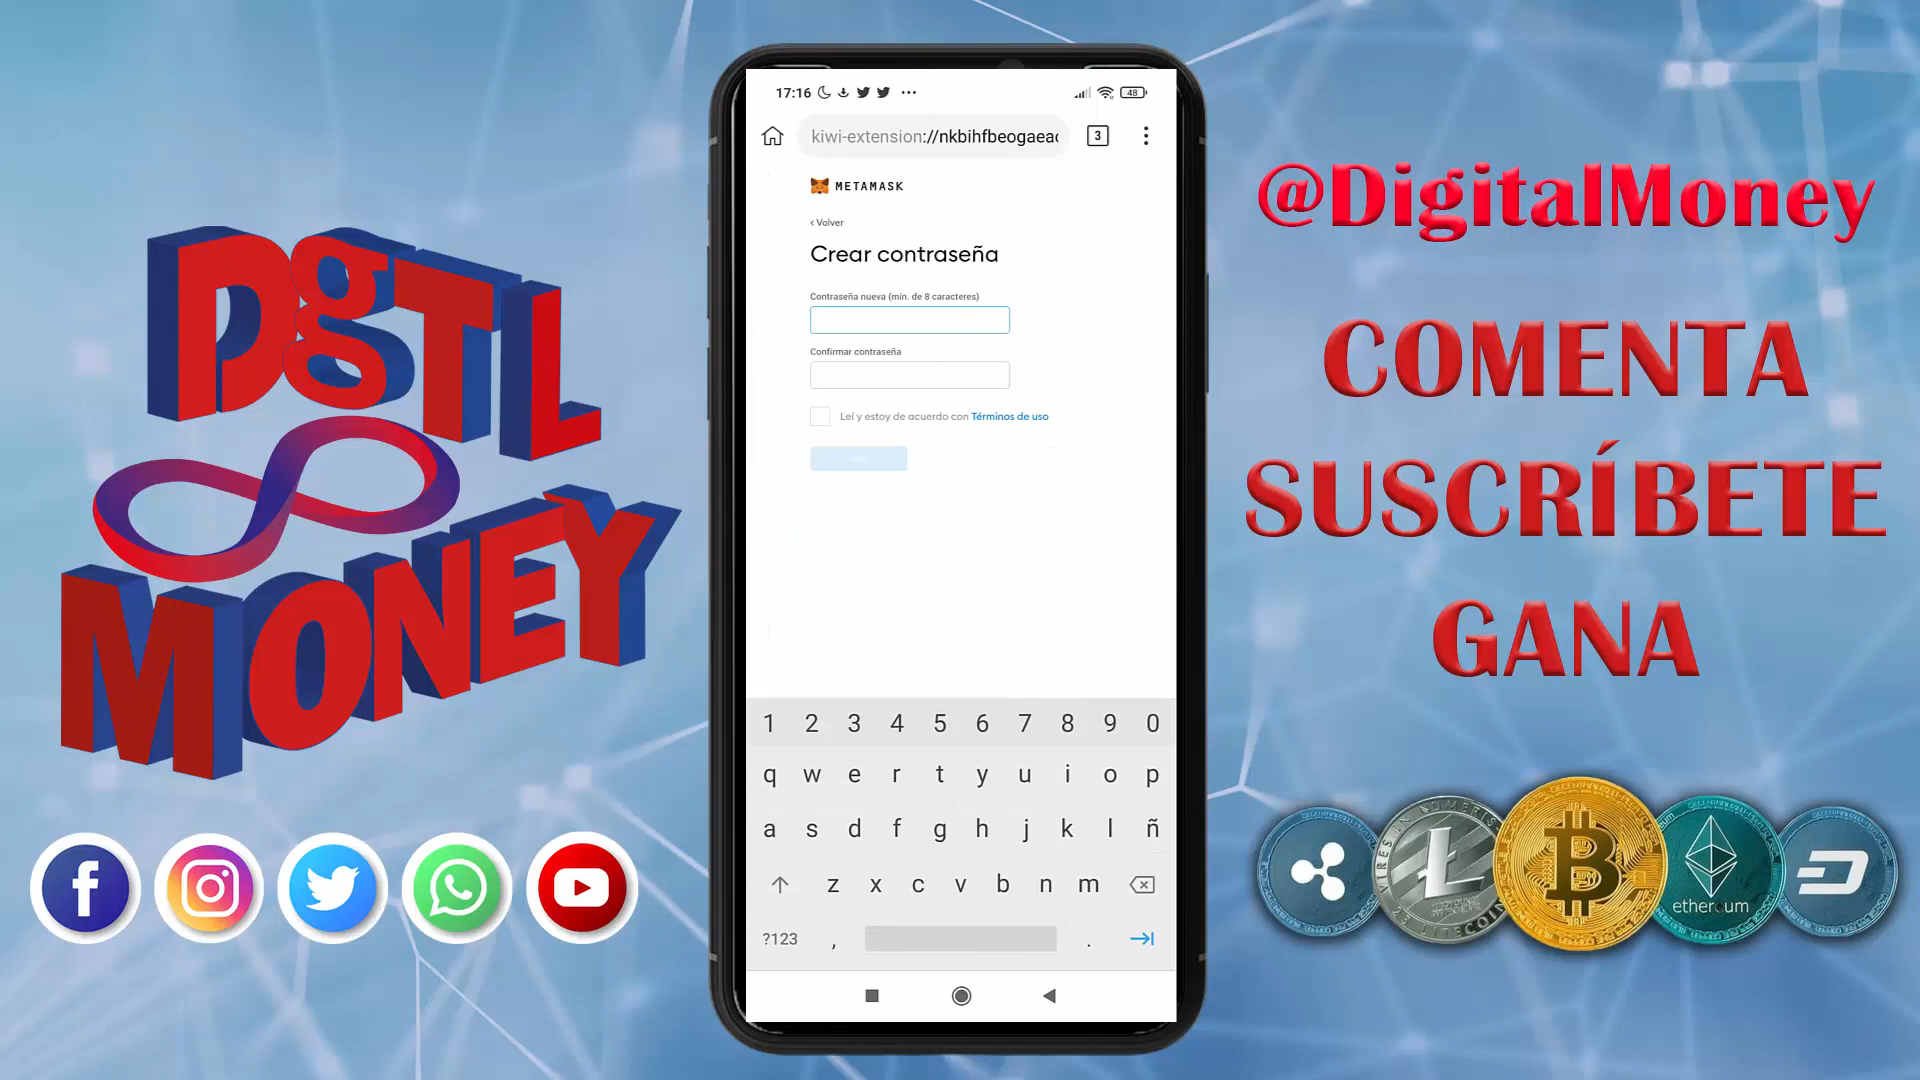 DgTL
MONEY
17:16
48
kiwi-extension://nkbihfbeogaeao
3
METAMASK
< Volver
Crear contraseña
Contraseña nueva (mín. de 8 caracteres)
Confirmar contraseña
Leí y estoy de acuerdo con Términos de uso
1 2 3 4 5 6 7 8 9 0
q w e r t y u i o p
a s d f g h j k l ñ
z x c v b n m
?123 , .
@DigitalMoney
COMENTA
SUSCRÍBETE
GANA
LITECOIN
ethereum